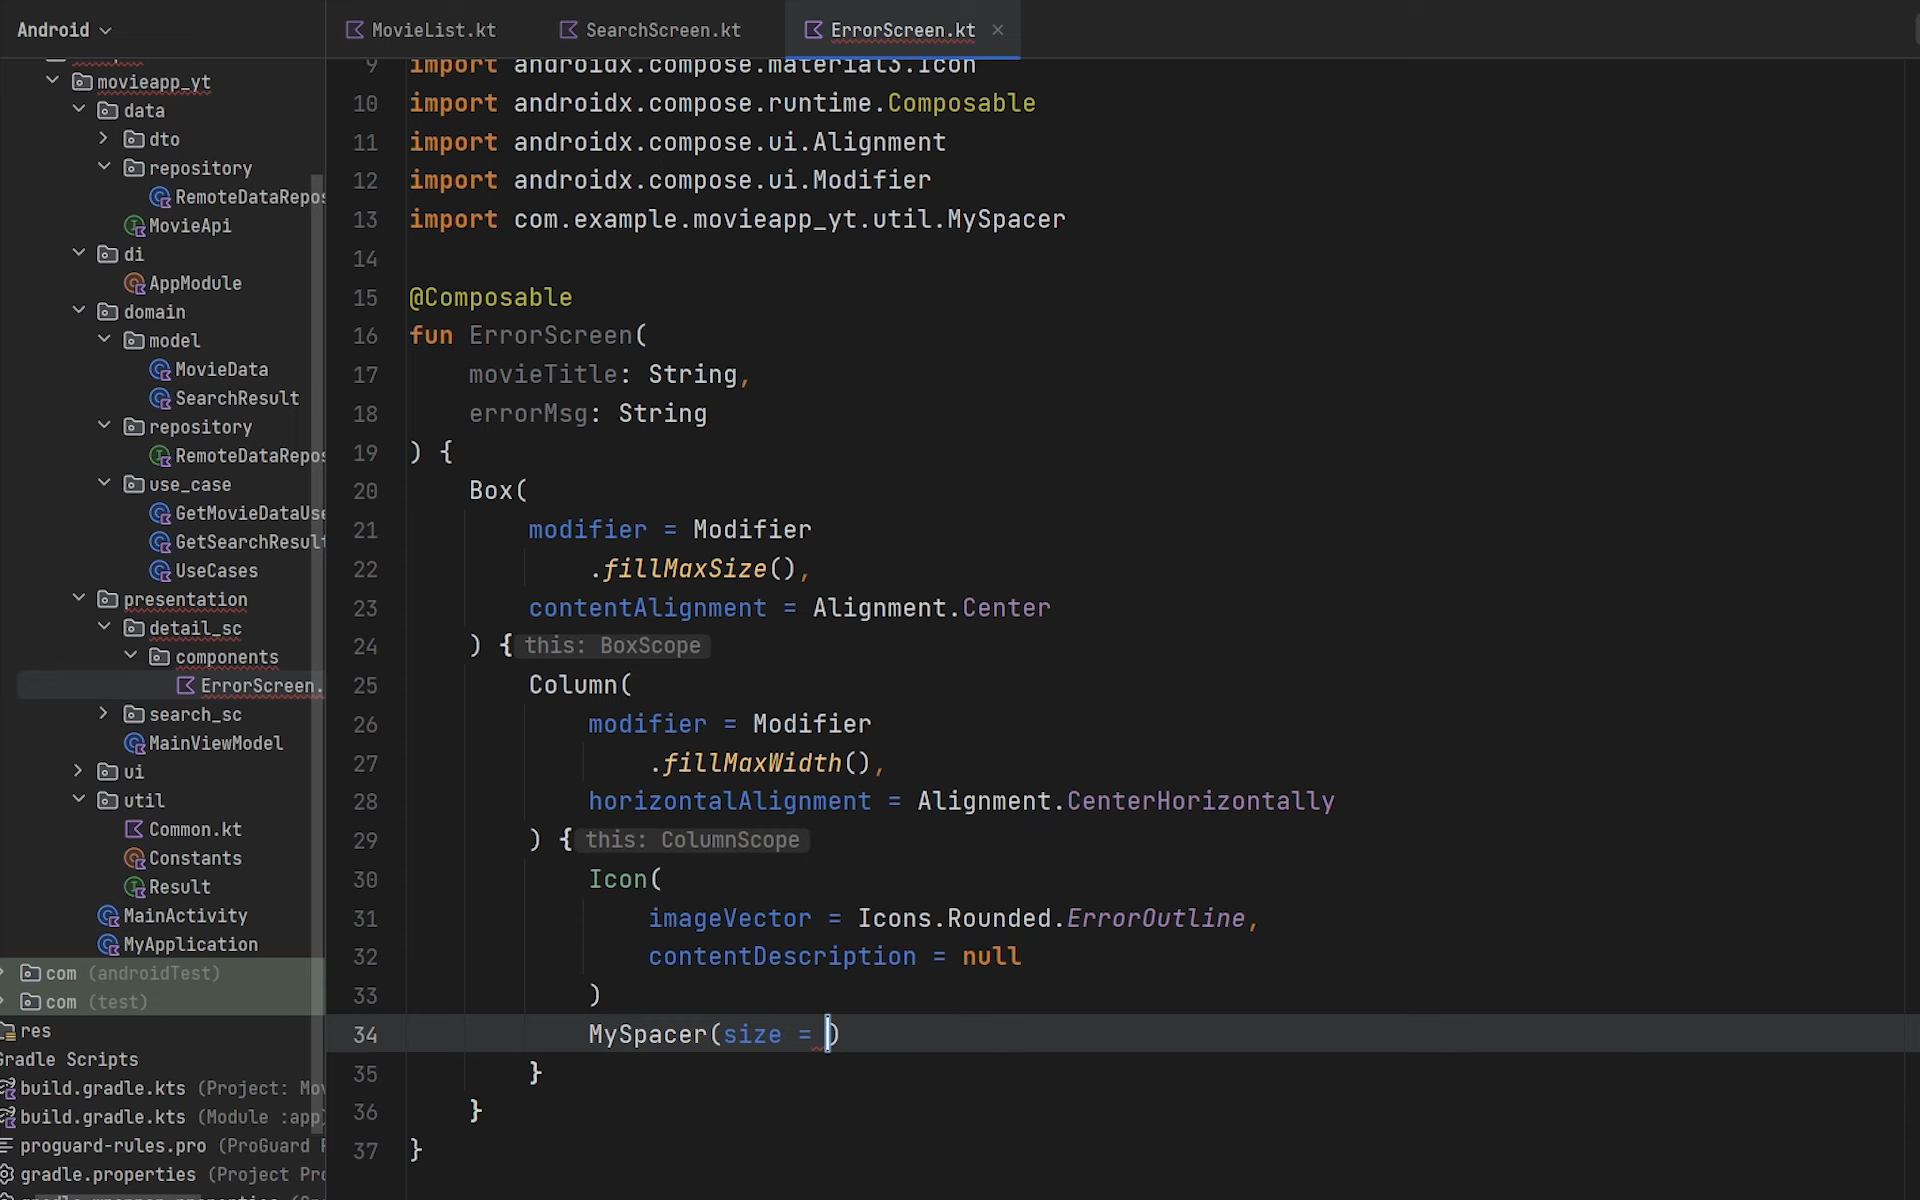 Android
MovieList.kt
SearchScreen.kt
ErrorScreen.kt
movieapp_yt
data
dto
repository
RemoteDataRepos
MovieApi
di
AppModule
domain
model
MovieData
SearchResult
repository
RemoteDataRepos
use_case
GetMovieDataUse
GetSearchResult
UseCases
presentation
detail_sc
components
ErrorScreen.
search_sc
MainViewModel
ui
util
Common.kt
Constants
Result
MainActivity
MyApplication
com (androidTest)
com (test)
res
Gradle Scripts
build.gradle.kts (Project: Mov
build.gradle.kts (Module :app)
proguard-rules.pro (ProGuard R
gradle.properties (Project Pro
9 import androidx.compose.material3.Icon
10 import androidx.compose.runtime.Composable
11 import androidx.compose.ui.Alignment
12 import androidx.compose.ui.Modifier
13 import com.example.movieapp_yt.util.MySpacer
14
15 @Composable
16 fun ErrorScreen(
17 movieTitle: String,
18 errorMsg: String
19 ) {
20 Box(
21 modifier = Modifier
22 .fillMaxSize(),
23 contentAlignment = Alignment.Center
24 ) { this: BoxScope
25 Column(
26 modifier = Modifier
27 .fillMaxWidth(),
28 horizontalAlignment = Alignment.CenterHorizontally
29 ) { this: ColumnScope
30 Icon(
31 imageVector = Icons.Rounded.ErrorOutline,
32 contentDescription = null
33 )
34 MySpacer(size = )
35 }
36 }
37 }